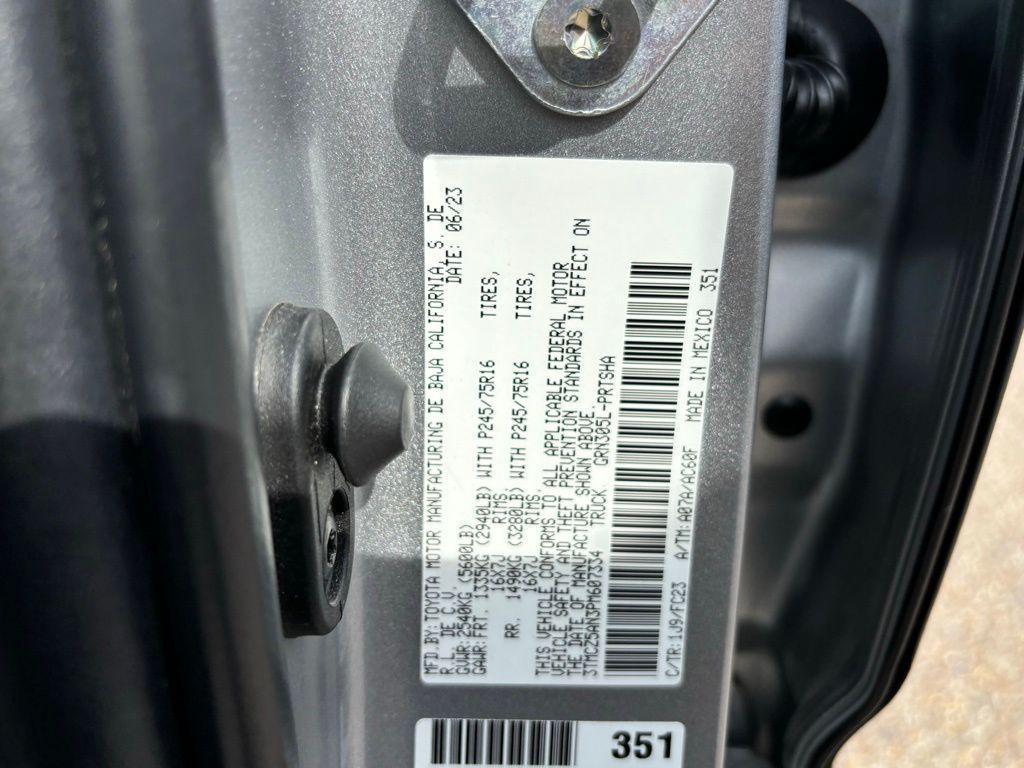 MFD.BY:TOYOTA MOTOR MANUFACTURING DE BAJA CALIFORNIA, S. DE
R.L. DE C.V. DATE: 06/23
GVWR:2540KG (5600LB)
GAWR:FRT. 1335KG (2940LB) WITH P245/75R16 TIRES,
16X7J RIMS,
RR. 1490KG (3280LB) WITH P245/75R16 TIRES,
16X7J RIMS.
THIS VEHICLE CONFORMS TO ALL APPLICABLE FEDERAL MOTOR
VEHICLE SAFETY AND THEFT PREVENTION STANDARDS IN EFFECT ON
THE DATE OF MANUFACTURE SHOWN ABOVE.
3TMCZ5AN3PM607334 TRUCK GRN305L-PRTSHA
C/TR:1J9/FC23 A/TM:A07A/AC60F MADE IN MEXICO 351
351